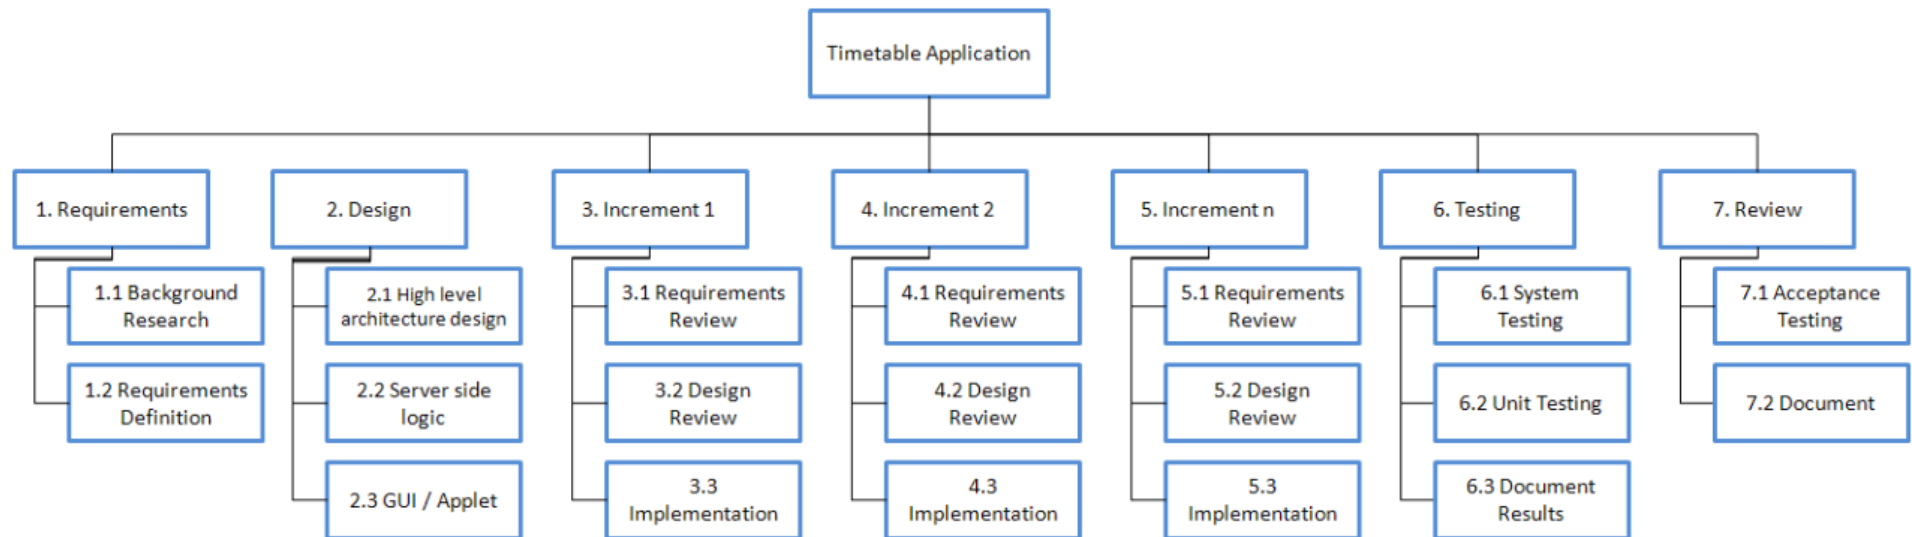 Timetable Application
1. Requirements
2. Design
3. Increment 1
4. Increment 2
5. Increment n
6. Testing
7. Review
1.1 Background
Research
1.2 Requirements
Definition
2.1 High level
architecture design
2.2 Server side
logic
2.3 GUI / Applet
3.1 Requirements
Review
3.2 Design
Review
3.3
Implementation
4.1 Requirements
Review
4.2 Design
Review
4.3
Implementation
5.1 Requirements
Review
5.2 Design
Review
5.3
Implementation
6.1 System
Testing
6.2 Unit Testing
6.3 Document
Results
7.1 Acceptance
Testing
7.2 Document